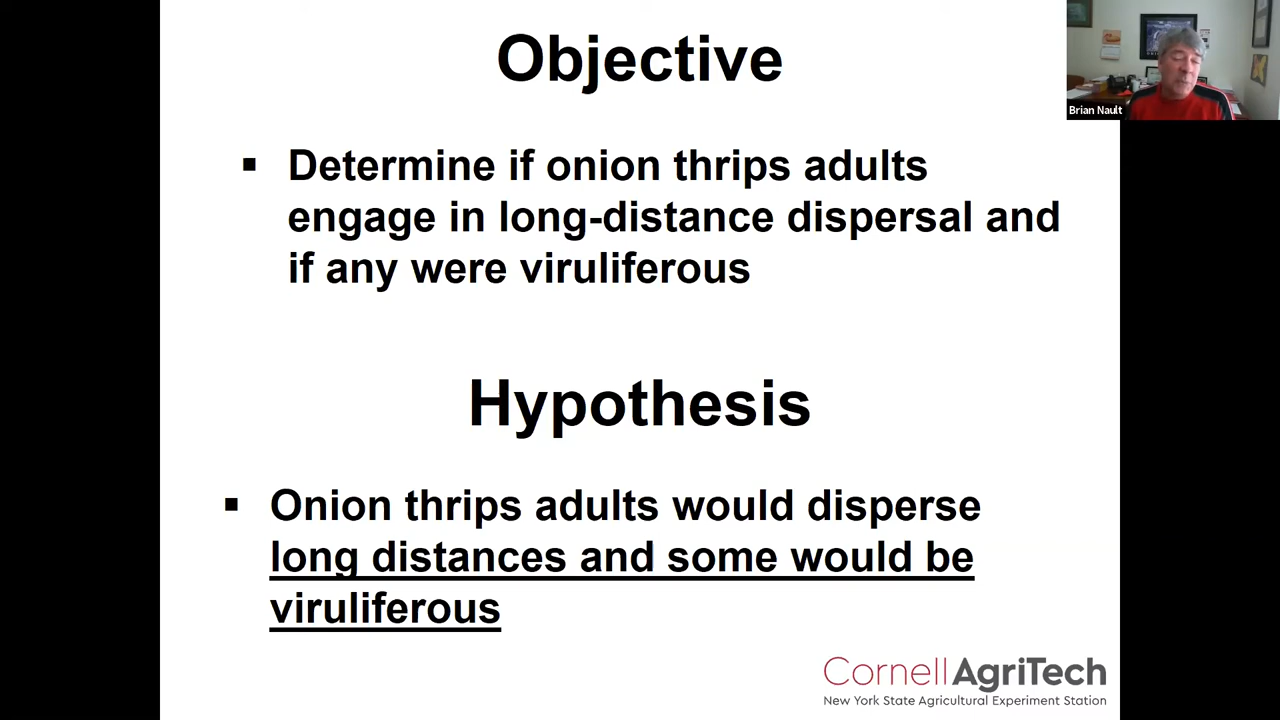 Objective
▪ Determine if onion thrips adults
engage in long-distance dispersal and
if any were viruliferous
Hypothesis
▪ Onion thrips adults would disperse
long distances and some would be
viruliferous
Cornell AgriTech
New York State Agricultural Experiment Station
Brian Nault